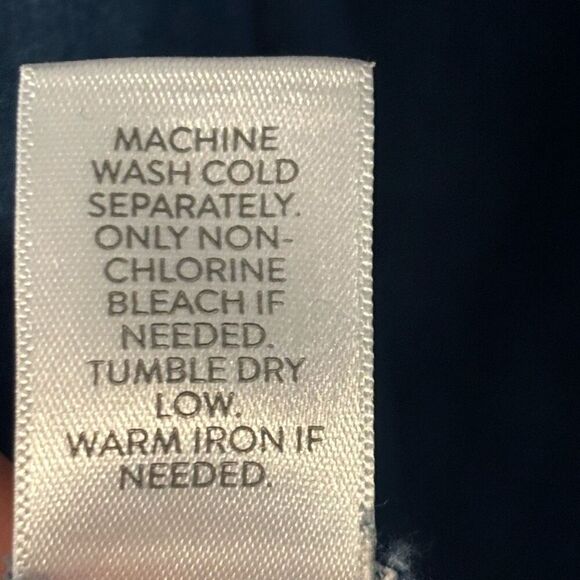 MACHINE
WASH COLD
SEPARATELY.
ONLY NON-
CHLORINE
BLEACH IF
NEEDED.
TUMBLE DRY
LOW.
WARM IRON IF
NEEDED.